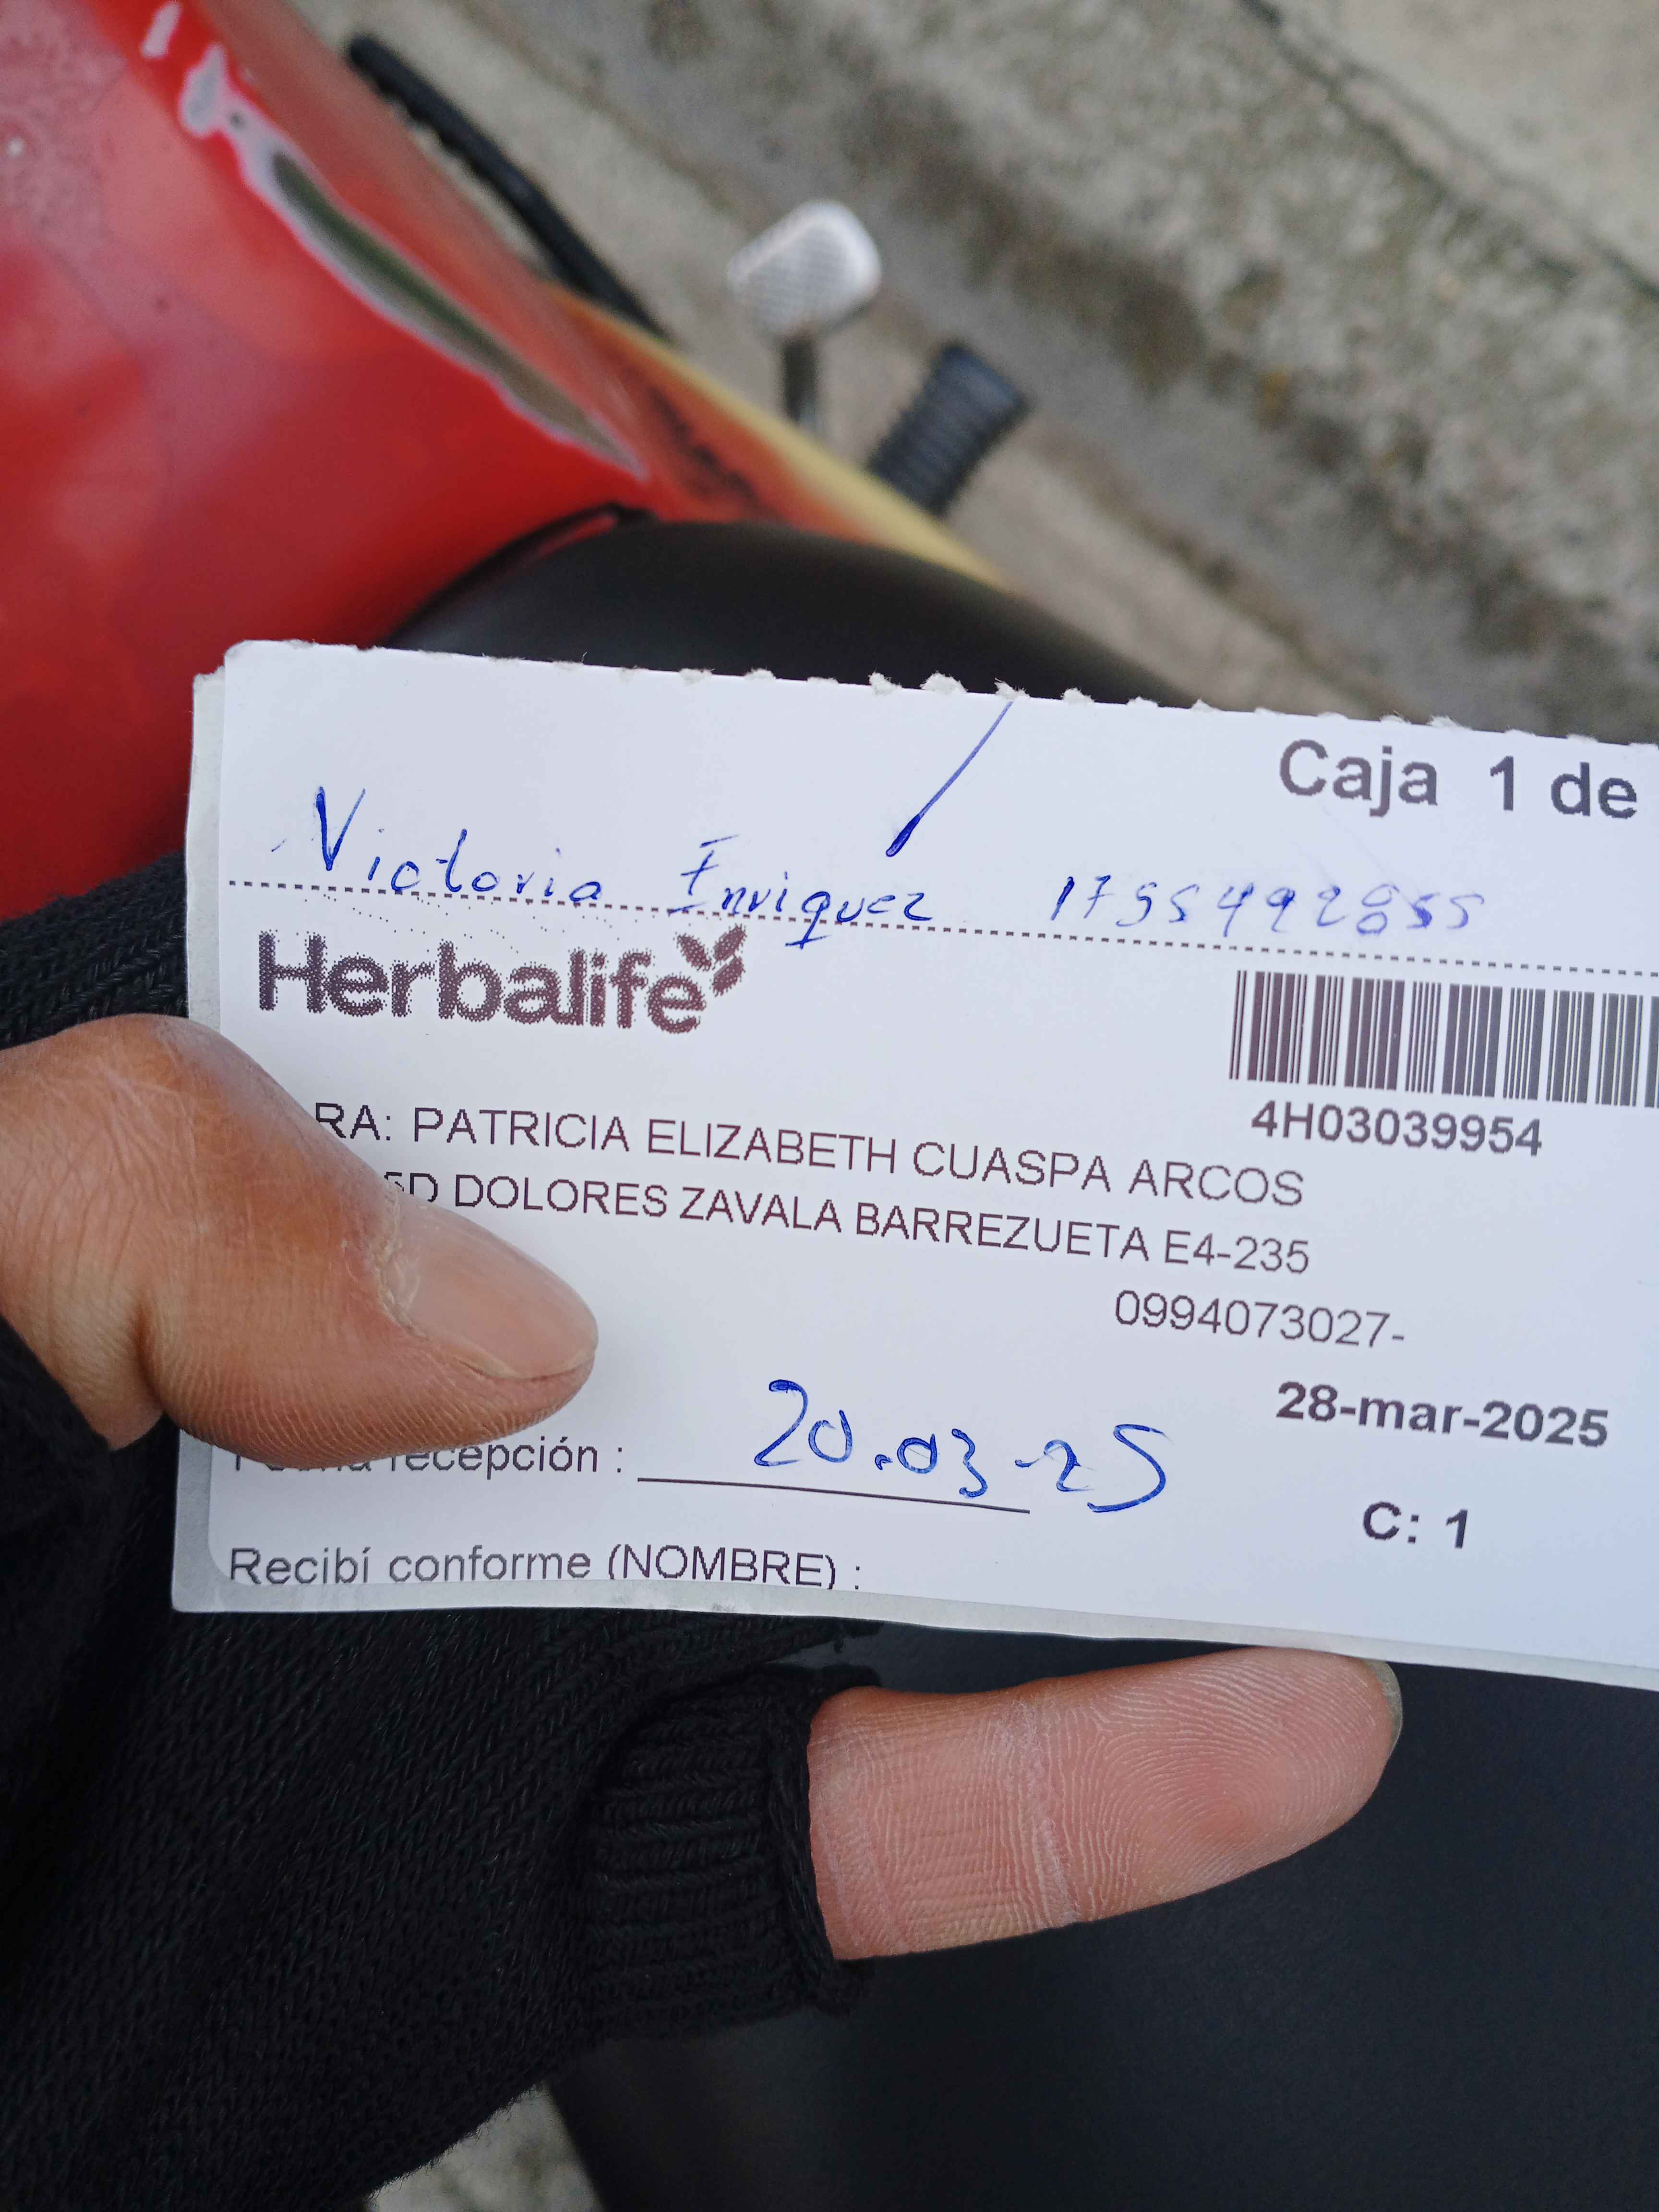 Caja 1 de
Victoria Enriquez 1755492855
Herbalife
4H03039954
RA: PATRICIA ELIZABETH CUASPA ARCOS
5D DOLORES ZAVALA BARREZUETA E4-235
0994073027-
28-mar-2025
recepción : 20.03-25
C: 1
Recibí conforme (NOMBRE) :